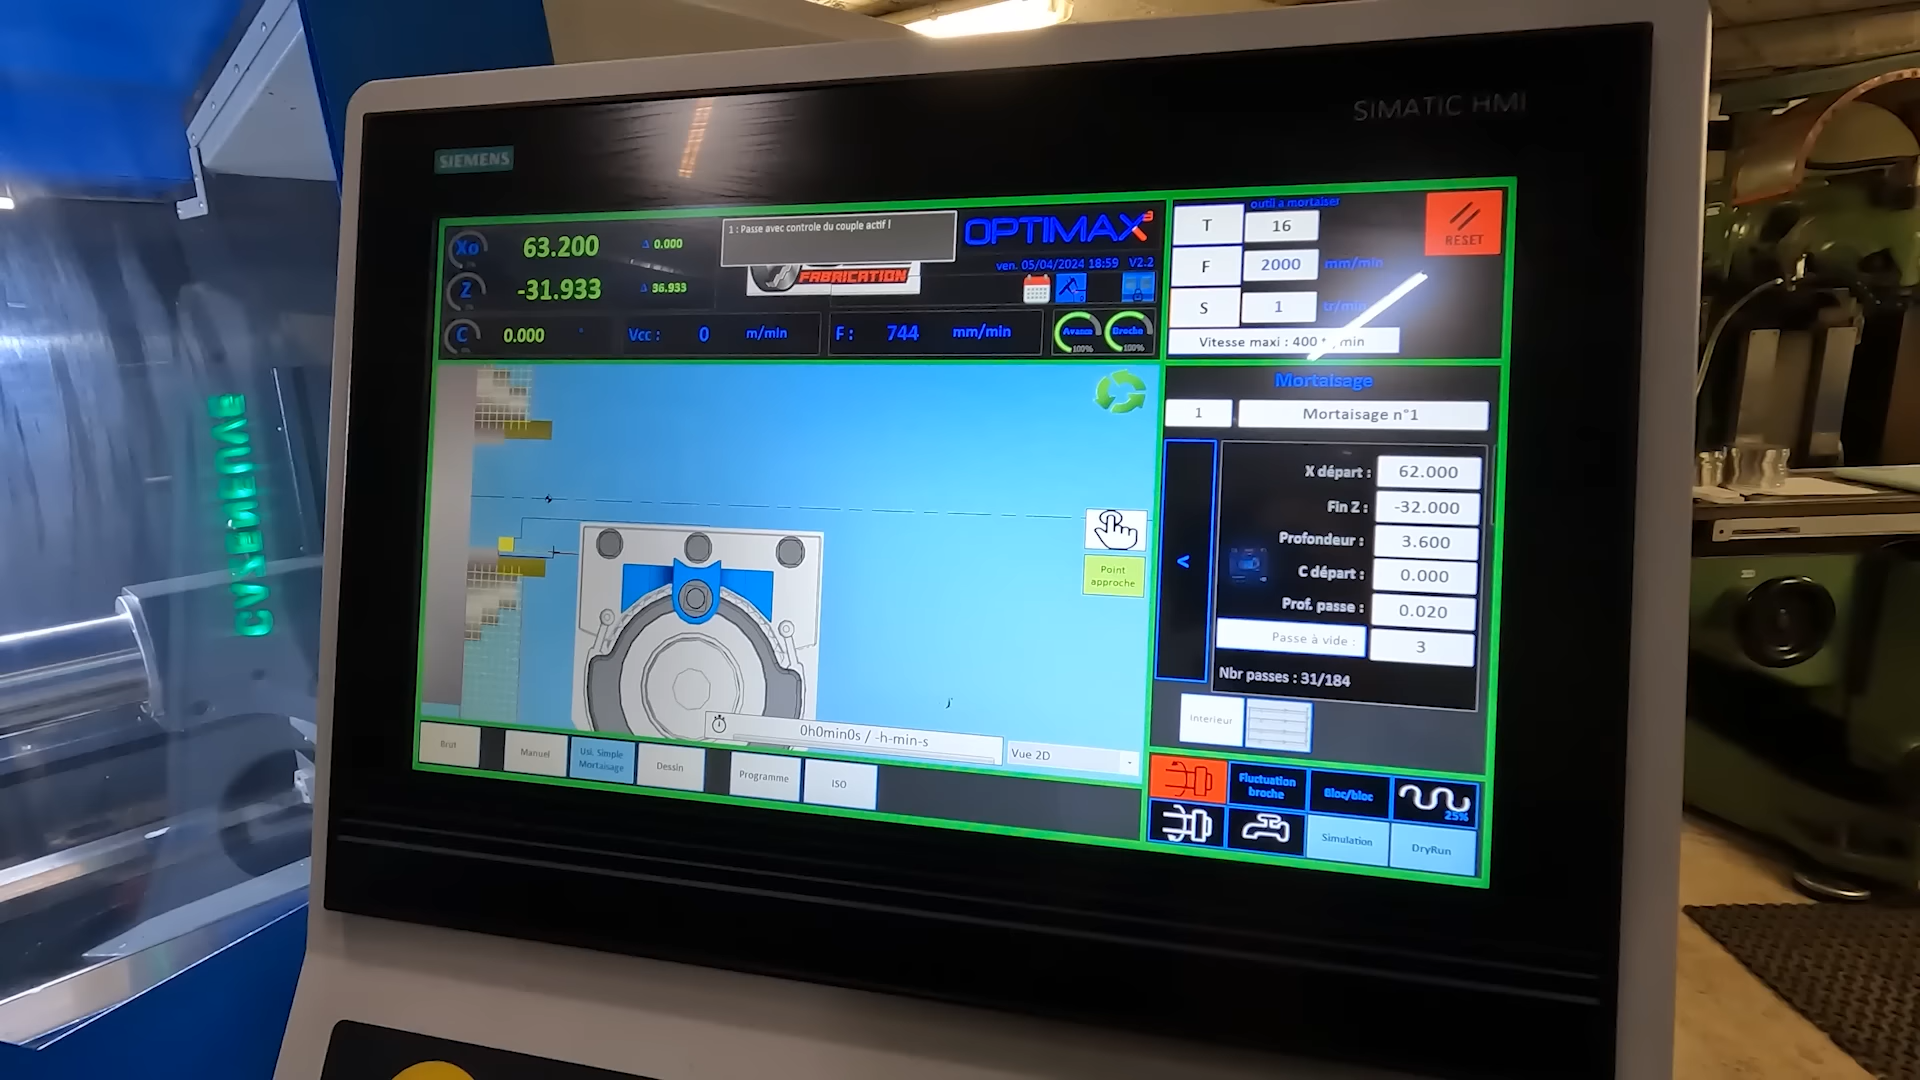 SIMATIC HMI
SIEMENS
Xo 63.200 Δ 0.000
Z -31.933 Δ 36.933
C 0.000 °
1 : Passe avec controle du couple actif !
FABRICATION
OPTIMAX
ven. 05/04/2024 18:59 V2.2
Vcc : 0 m/min
F : 744 mm/min
Avance 100%
Broche 100%
outil a mortaiser
T 16
F 2000 mm/min
S 1 tr/min
Vitesse maxi : 400 min
RESET
Mortaisage
1 Mortaisage n°1
<
X départ : 62.000
Fin Z : -32.000
Profondeur : 3.600
C départ : 0.000
Prof. passe : 0.020
Passe à vide : 3
Nbr passes : 31/184
Interieur
Point approche
0h0min0s / -h-min-s
Vue 2D
Brut
Manuel
Usi. Simple Mortaisage
Dessin
Programme
ISO
Fluctuation broche
Bloc/bloc
25%
Simulation
DryRun
CAZENEUVE